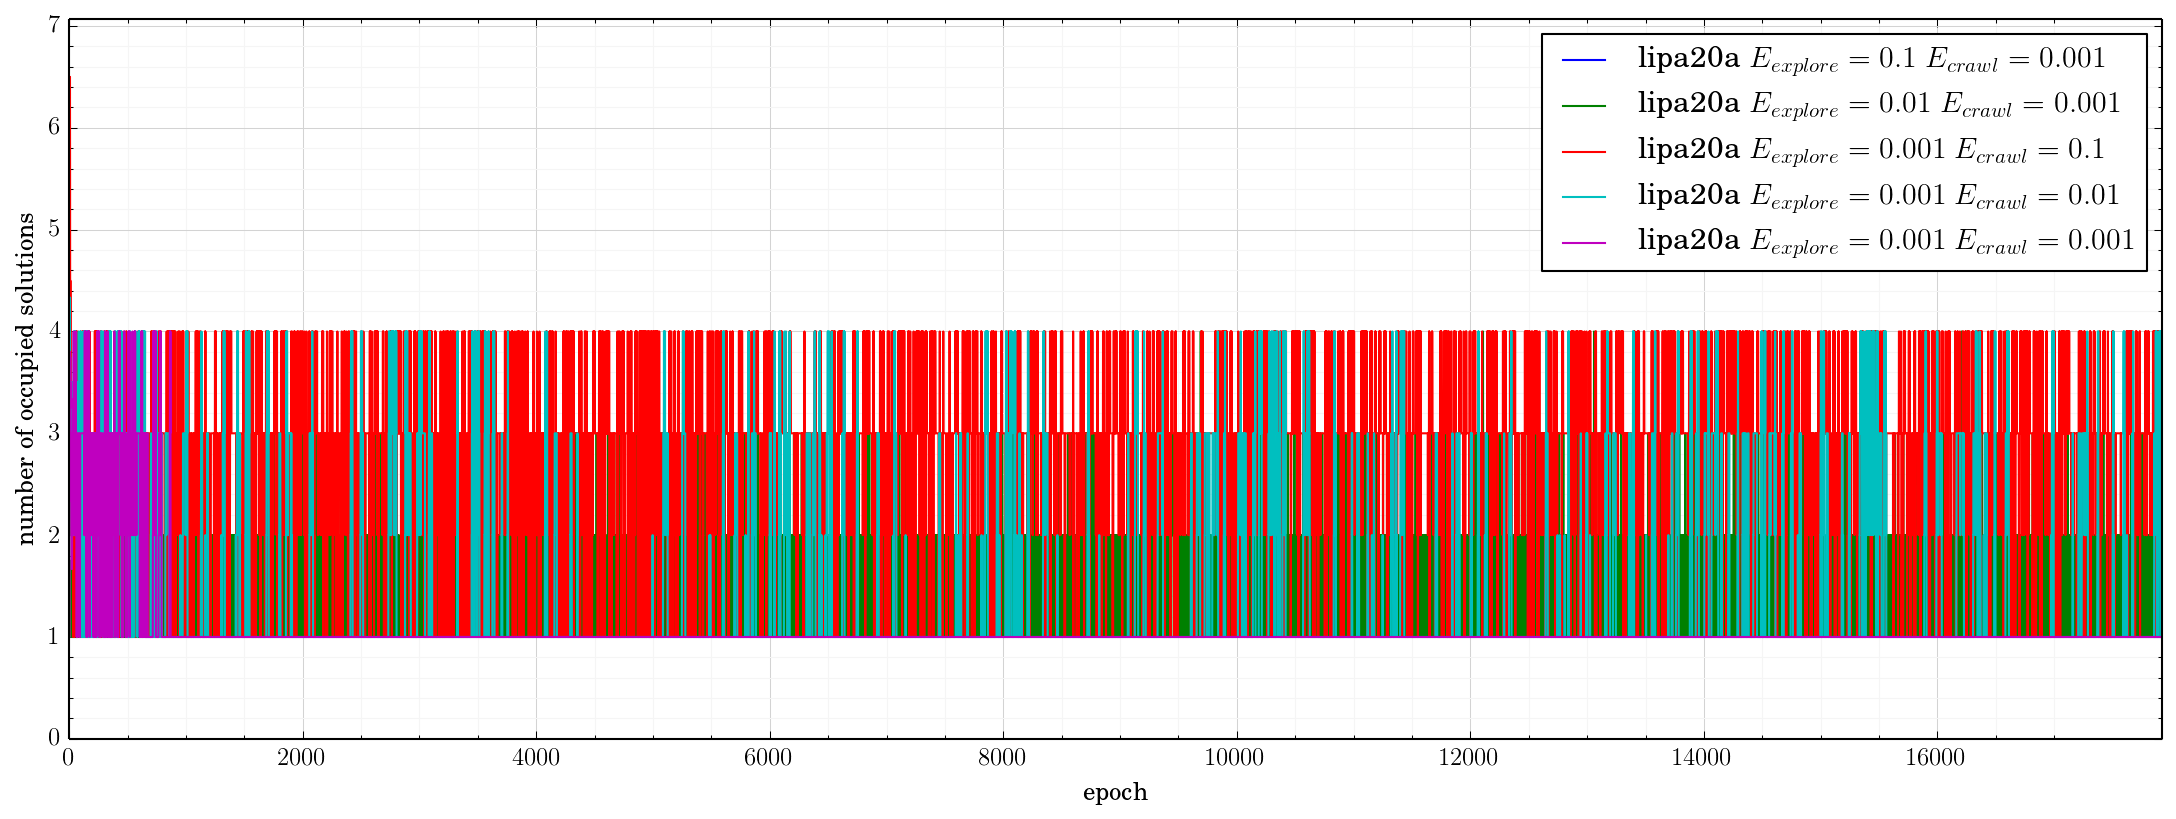 7
6
5
4
3
2
1
0
number of occupied solutions
lipa20a E_explore = 0.1 E_crawl = 0.001
lipa20a E_explore = 0.01 E_crawl = 0.001
lipa20a E_explore = 0.001 E_crawl = 0.1
lipa20a E_explore = 0.001 E_crawl = 0.01
lipa20a E_explore = 0.001 E_crawl = 0.001
0 2000 4000 6000 8000 10000 12000 14000 16000
epoch